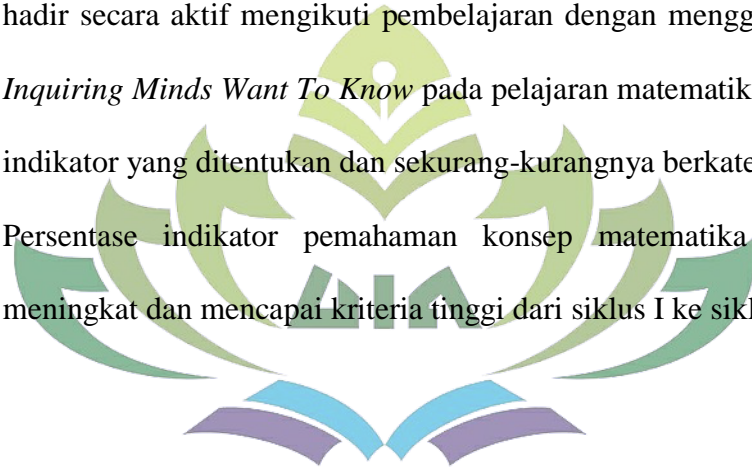 hadir secara aktif mengikuti pembelajaran dengan mengg
Inquiring Minds Want To Know pada pelajaran matematik
indikator yang ditentukan dan sekurang-kurangnya berkate
Persentase indikator pemahaman konsep matematika
meningkat dan mencapai kriteria tinggi dari siklus I ke sikl